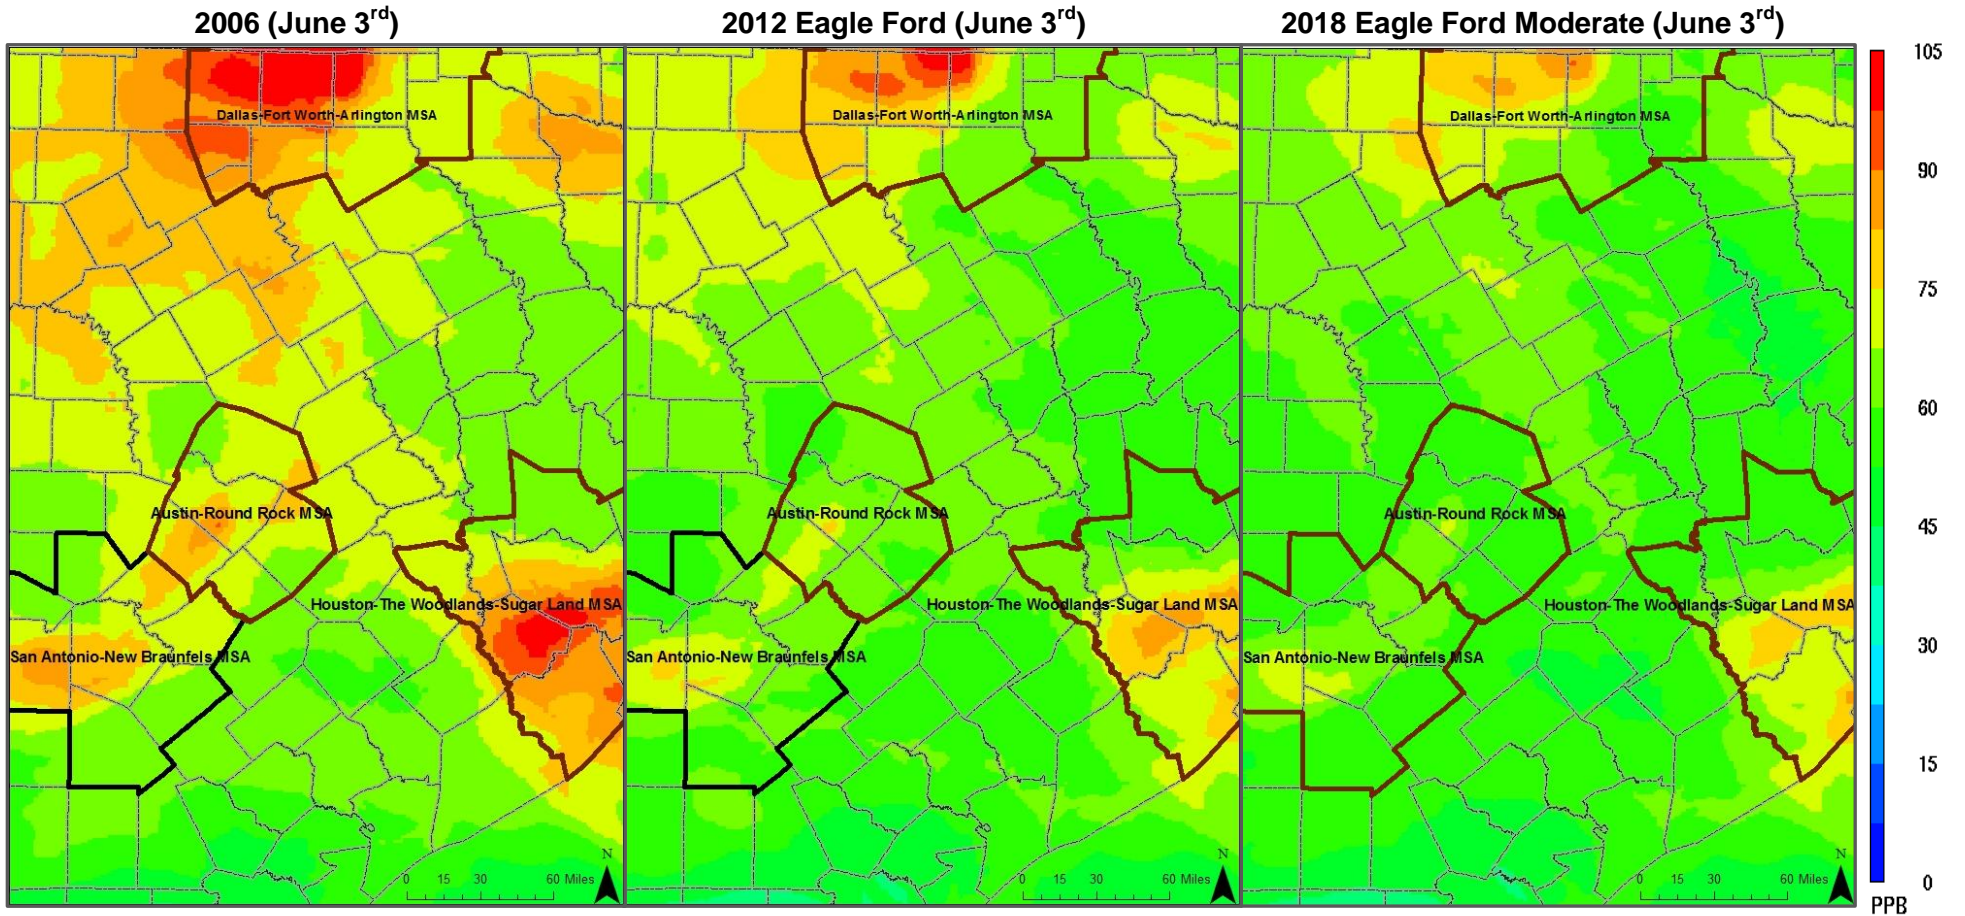 2006 (June 3rd)
2012 Eagle Ford (June 3rd)
2018 Eagle Ford Moderate (June 3rd)
Dallas-Fort Worth-Arlington MSA
Austin-Round Rock MSA
Houston-The Woodlands-Sugar Land MSA
San Antonio-New Braunfels MSA
0 15 30 60 Miles
N
Dallas-Fort Worth-Arlington MSA
Austin-Round Rock MSA
Houston-The Woodlands-Sugar Land MSA
San Antonio-New Braunfels MSA
0 15 30 60 Miles
N
Dallas-Fort Worth-Arlington MSA
Austin-Round Rock MSA
Houston-The Woodlands-Sugar Land MSA
San Antonio-New Braunfels MSA
0 15 30 60 Miles
N
105
90
75
60
45
30
15
0
PPB